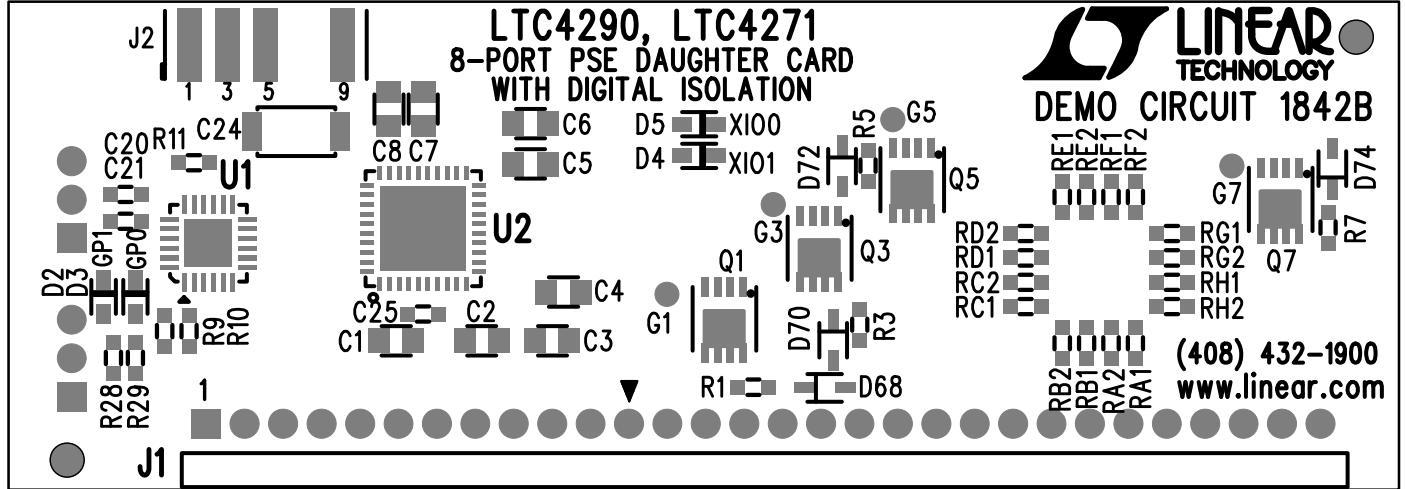 LTC4290, LTC4271
8-PORT PSE DAUGHTER CARD
WITH DIGITAL ISOLATION
LINEAR
TECHNOLOGY
DEMO CIRCUIT 1842B
J2
1 3 5 9
C24
R11
C20
C21
U1
C8 C7
C6
C5
D5 XIO0
D4 XIO1
D72
R5
G5
Q5
RE1
RE2
RF1
RF2
G7
D74
R7
Q7
GP1
GP0
D2
D3
U2
G3
Q3
RD2
RD1
RC2
RC1
RG1
RG2
RH1
RH2
C4
Q1
G1
C25
C1
C2
C3
R9
R10
D70
R3
R28
R29
R1
D68
RB2
RB1
RA2
RA1
(408) 432-1900
www.linear.com
1
J1